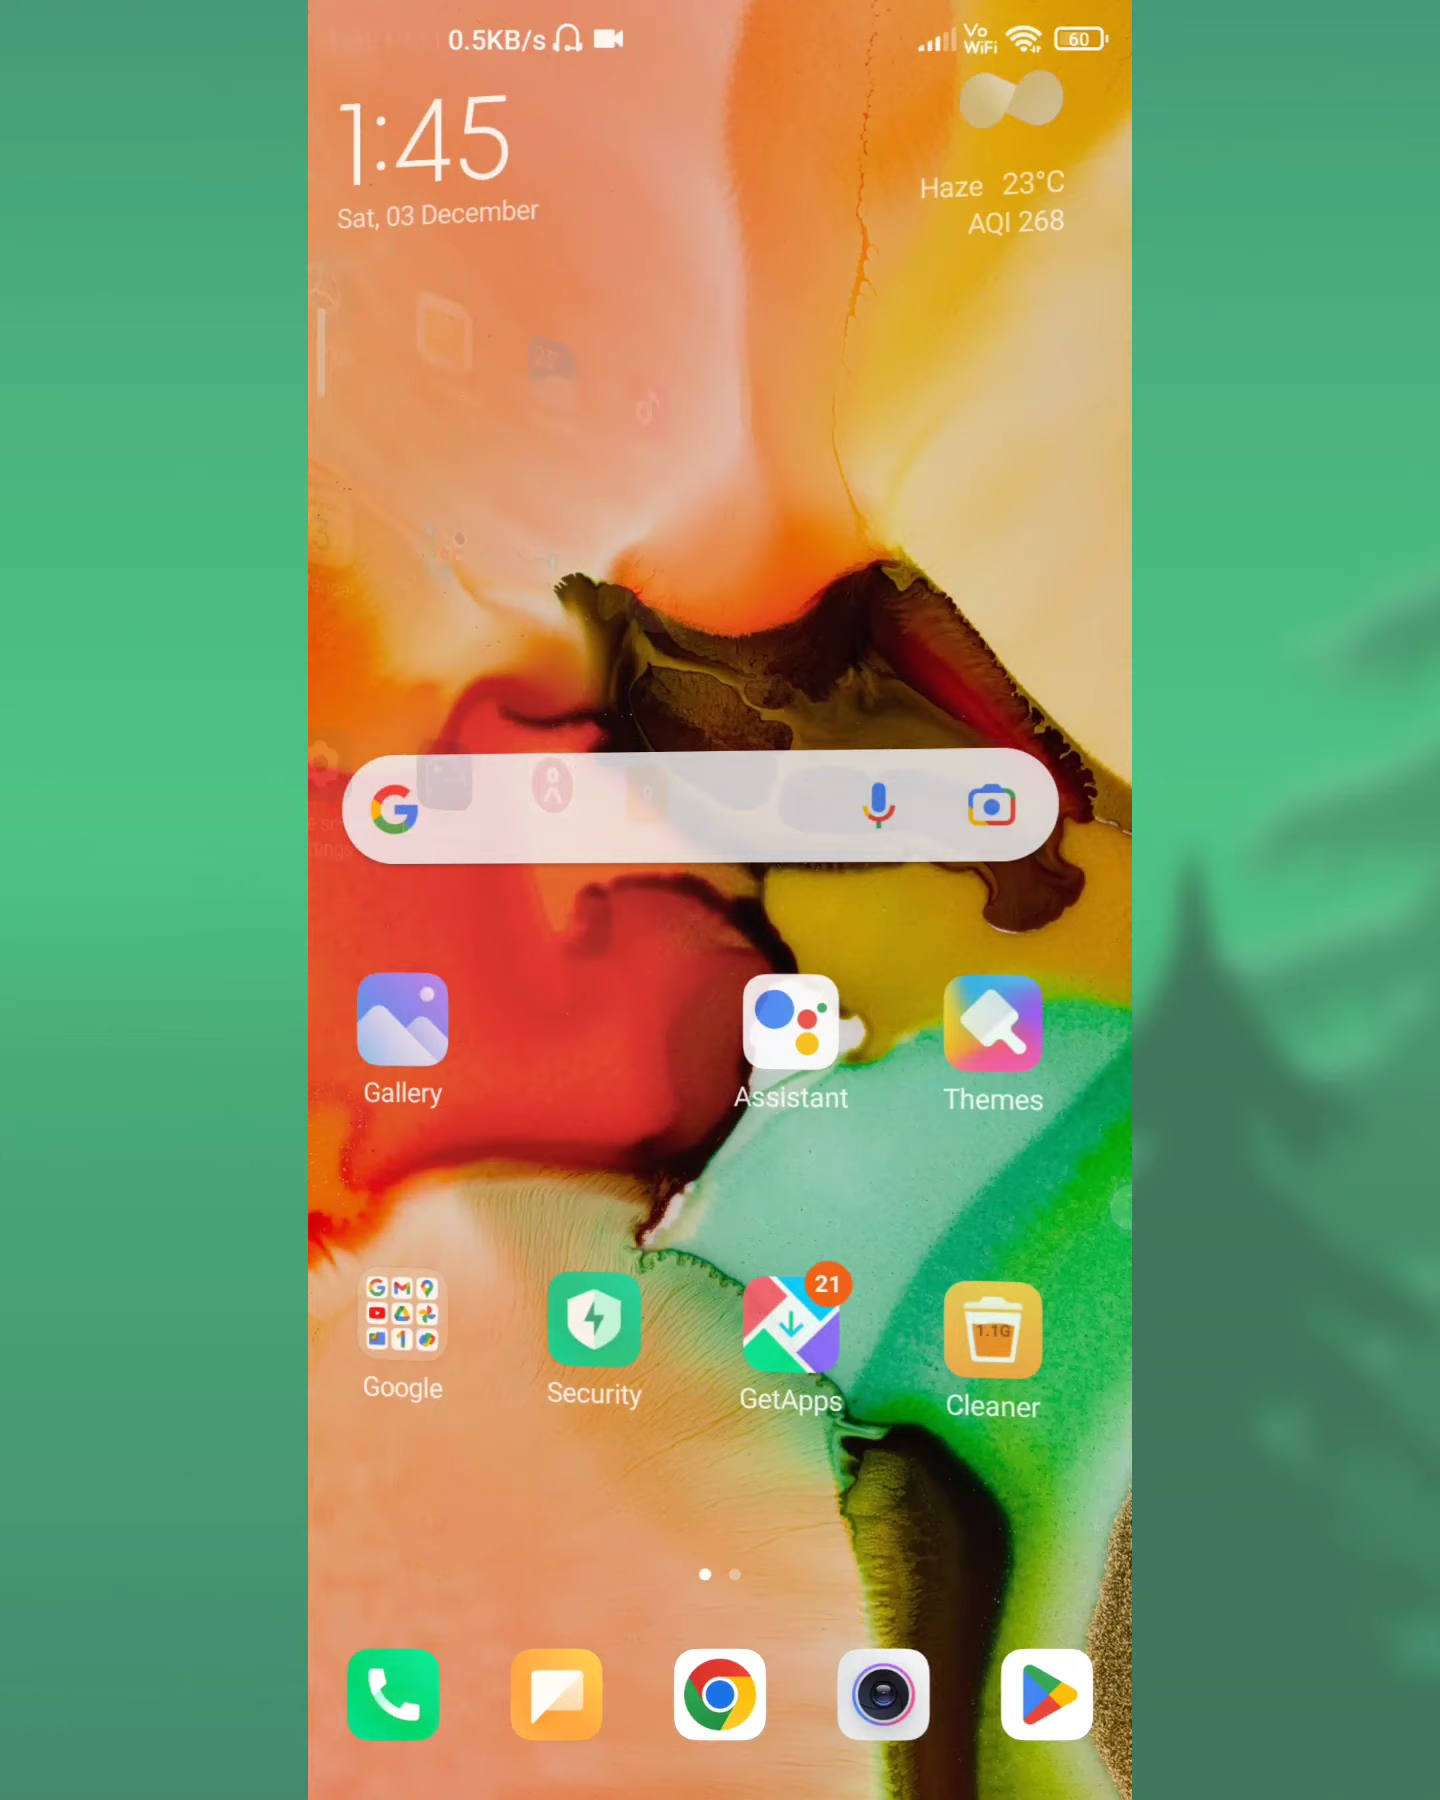 0.5KB/s
Vo
WiFi
60
1:45
Sat, 03 December
Haze 23°C
AQI 268
Gallery
Assistant
Themes
21
1.1G
Google
Security
GetApps
Cleaner